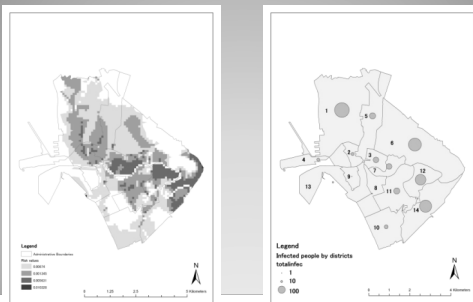 Legend
Administrative Boundaries
Risk values
N
0
1.25
2.5
5 Kilometers
1
5
6
2
3
4
7
12
9
8
11
13
14
10
Legend
Infected people by districts
totalinfec
1
10
100
N
0
1
2
4 Kilometers